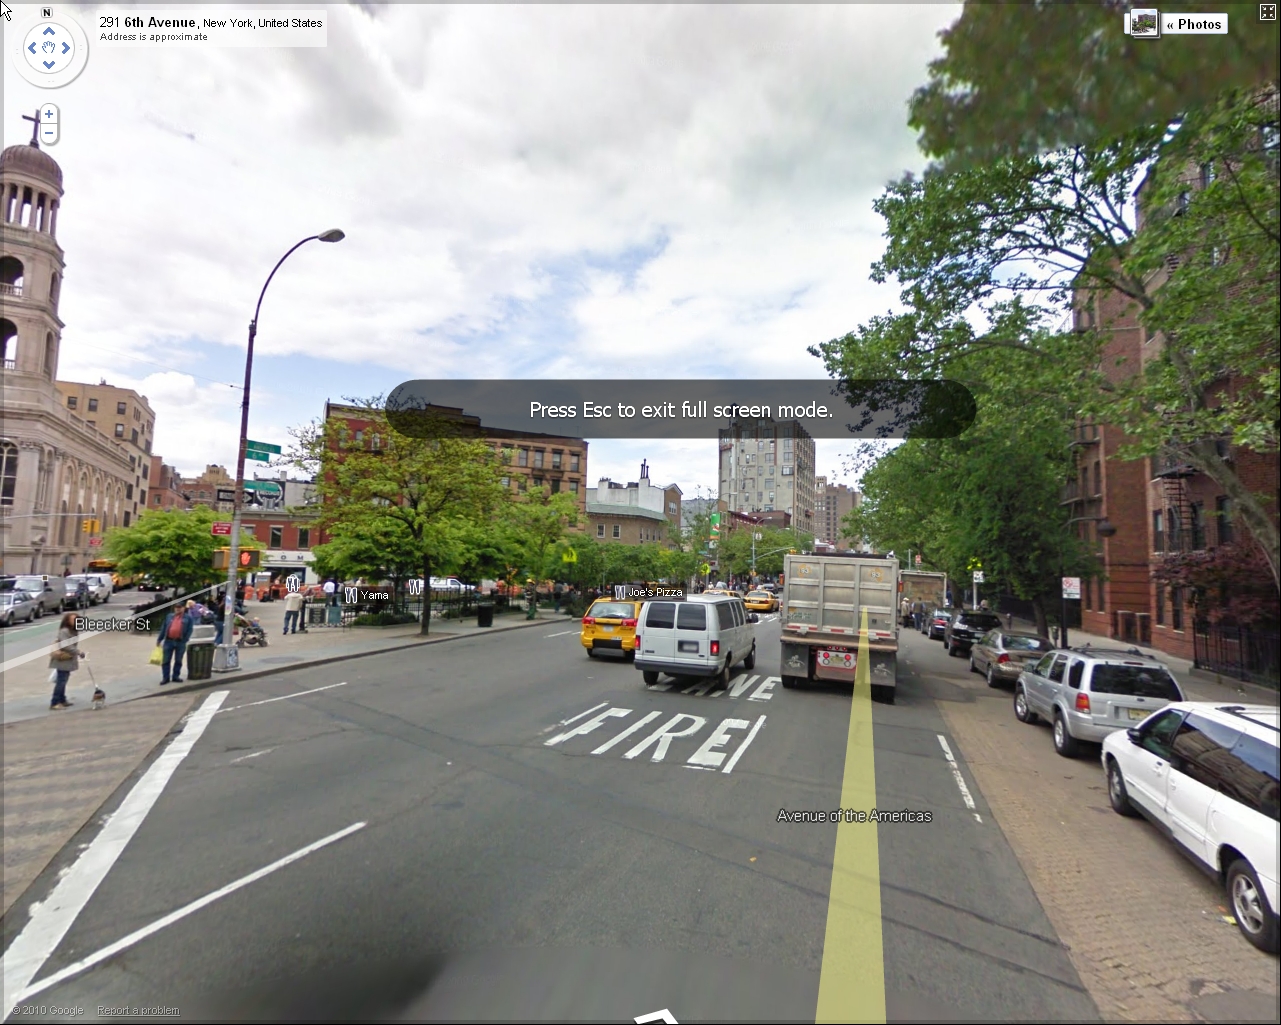 N
291 6th Avenue, New York, United States
Address is approximate
« Photos
+
−
Press Esc to exit full screen mode.
Yama
Joe's Pizza
Bleecker St
LANE
FIRE
Avenue of the Americas
© 2010 Google Report a problem